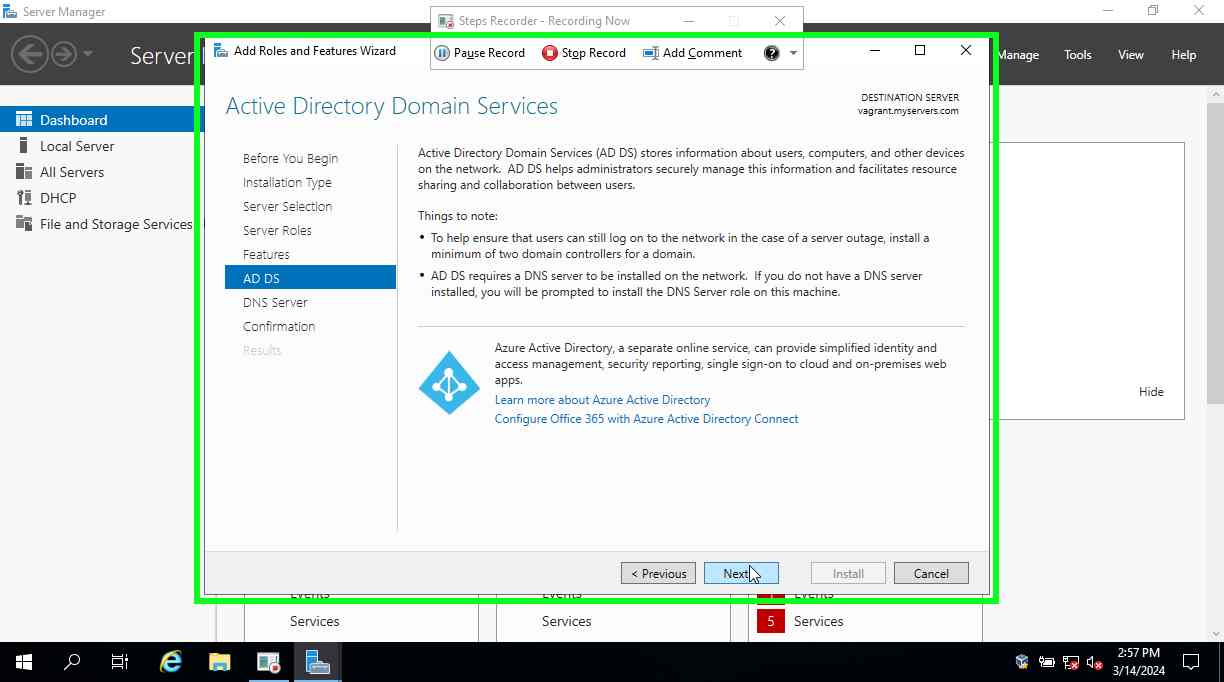 Server Manager
Steps Recorder - Recording Now
Pause Record
Stop Record
Add Comment
Server
Manage
Tools
View
Help
Add Roles and Features Wizard
Active Directory Domain Services
DESTINATION SERVER
vagrant.myservers.com
Dashboard
Local Server
All Servers
DHCP
File and Storage Services
Before You Begin
Installation Type
Server Selection
Server Roles
Features
AD DS
DNS Server
Confirmation
Results
Active Directory Domain Services (AD DS) stores information about users, computers, and other devices
on the network. AD DS helps administrators securely manage this information and facilitates resource
sharing and collaboration between users.
Things to note:
• To help ensure that users can still log on to the network in the case of a server outage, install a
minimum of two domain controllers for a domain.
• AD DS requires a DNS server to be installed on the network. If you do not have a DNS server
installed, you will be prompted to install the DNS Server role on this machine.
Azure Active Directory, a separate online service, can provide simplified identity and
access management, security reporting, single sign-on to cloud and on-premises web
apps.
Learn more about Azure Active Directory
Configure Office 365 with Azure Active Directory Connect
Hide
< Previous
Next
Install
Cancel
Events
Events
1 Events
Services
Services
5 Services
2:57 PM
3/14/2024